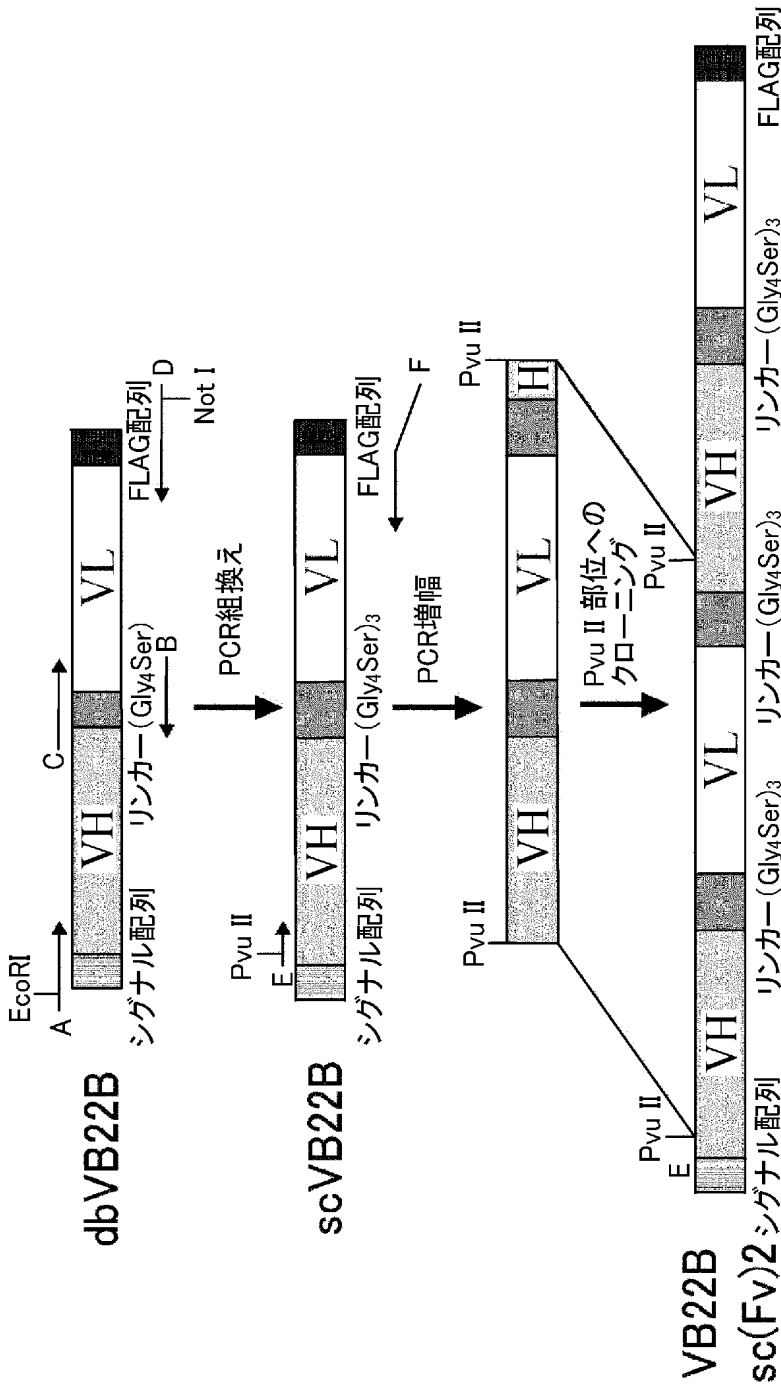 EcoRI
A
C
D
Not I
dbVB22B
VH
VL
シグナル配列
リンカー(Gly₄Ser)
B
FLAG配列
PCR組換え
Pvu II
E
F
scVB22B
VH
VL
シグナル配列
リンカー(Gly₄Ser)₃
FLAG配列
PCR増幅
Pvu II
Pvu II
VH
VL
H
Pvu II 部位への
クローニング
Pvu II
Pvu II
E
VB22B
sc(Fv)2
VH
VL
VH
VL
シグナル配列
リンカー(Gly₄Ser)₃
リンカー(Gly₄Ser)₃
リンカー(Gly₄Ser)₃
FLAG配列